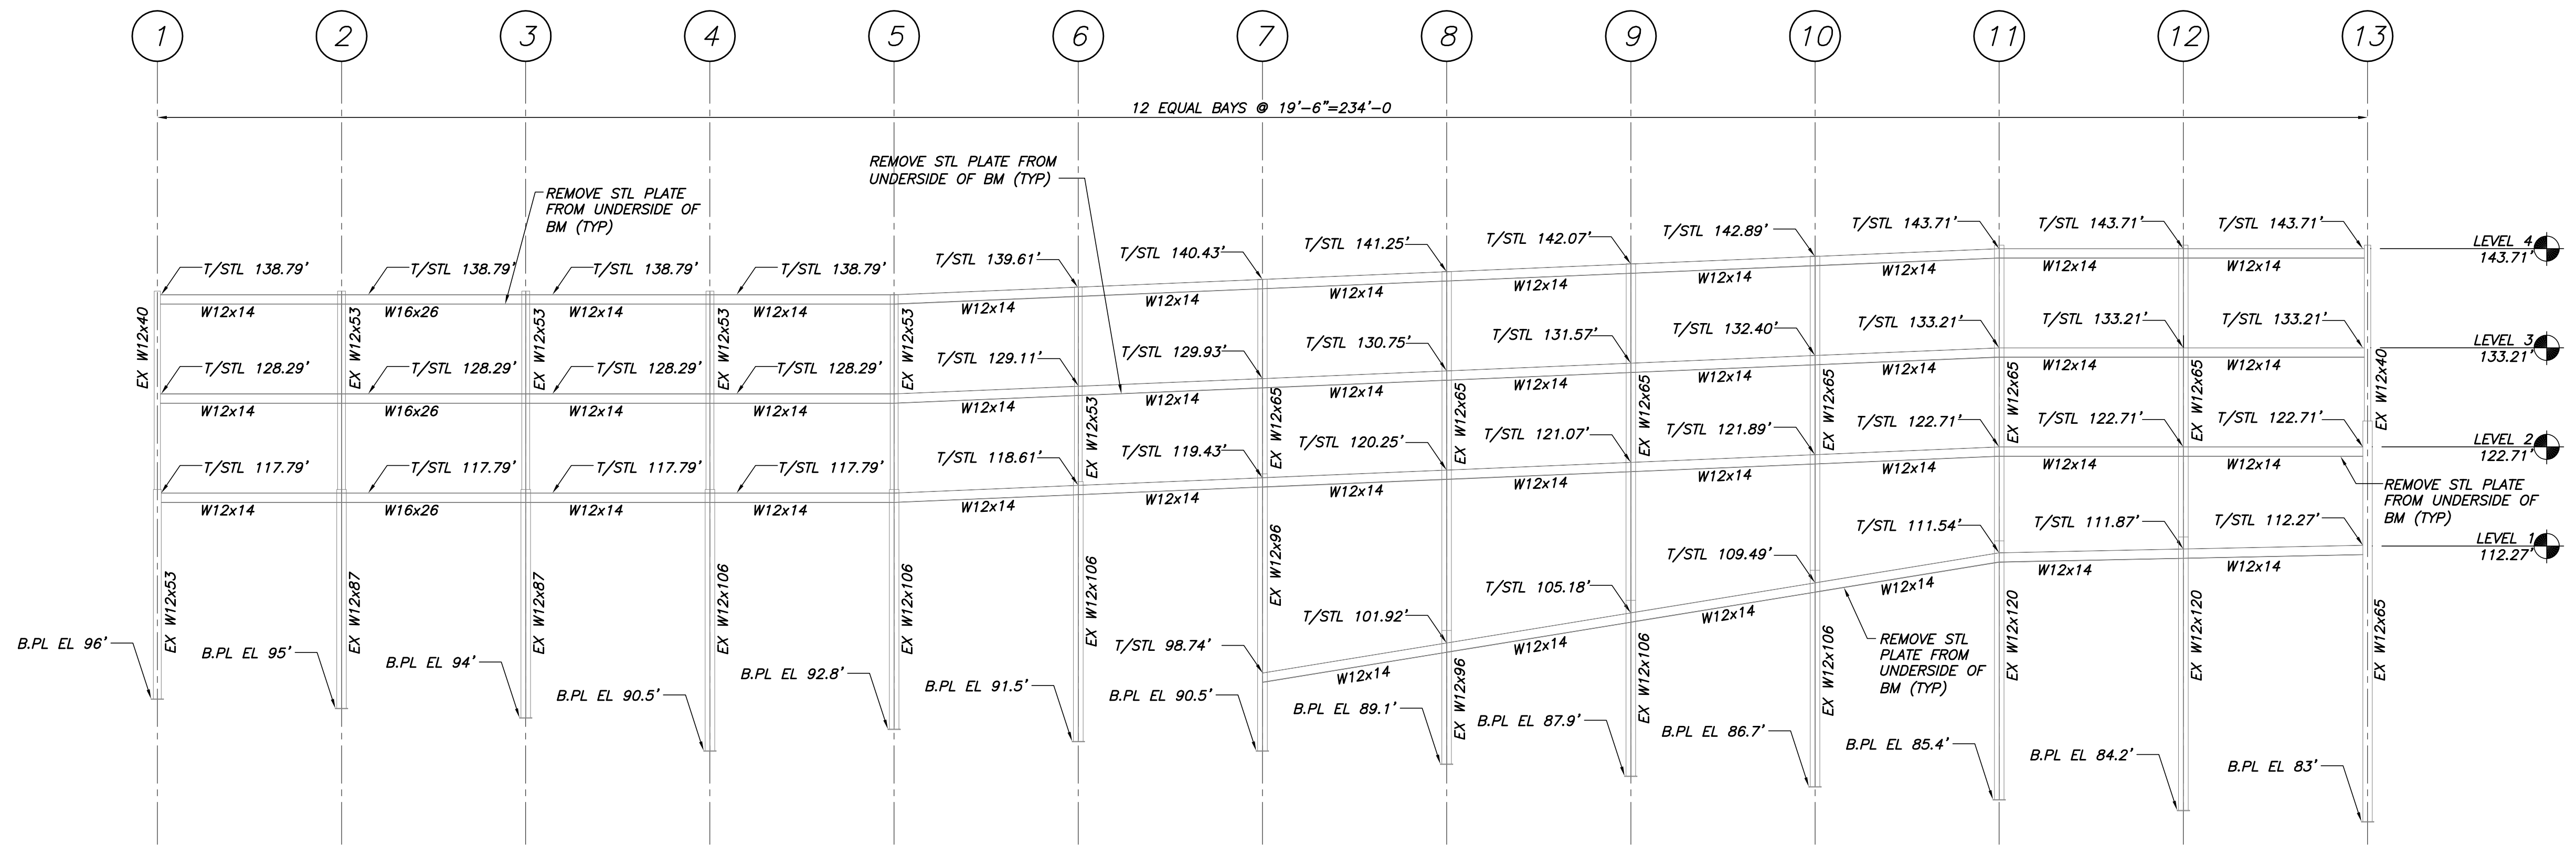 1
2
3
4
5
6
7
8
9
10
11
12
13
12 EQUAL BAYS @ 19'-6"=234'-0
REMOVE STL PLATE FROM
UNDERSIDE OF BM (TYP)
REMOVE STL PLATE
FROM UNDERSIDE OF
BM (TYP)
T/STL 138.79'
T/STL 138.79'
T/STL 138.79'
T/STL 138.79'
T/STL 139.61'
T/STL 140.43'
T/STL 141.25'
T/STL 142.07'
T/STL 142.89'
T/STL 143.71'
T/STL 143.71'
T/STL 143.71'
LEVEL 4
143.71'
W12x14
W16x26
W12x14
W12x14
W12x14
W12x14
W12x14
W12x14
W12x14
W12x14
W12x14
W12x14
EX W12x40
EX W12x53
EX W12x53
EX W12x53
EX W12x53
T/STL 128.29'
T/STL 128.29'
T/STL 128.29'
T/STL 128.29'
T/STL 129.11'
T/STL 129.93'
T/STL 130.75'
T/STL 131.57'
T/STL 132.40'
T/STL 133.21'
T/STL 133.21'
T/STL 133.21'
LEVEL 3
133.21'
W12x14
W16x26
W12x14
W12x14
W12x14
W12x14
W12x14
W12x14
W12x14
W12x14
W12x14
W12x14
EX W12x53
EX W12x65
EX W12x65
EX W12x65
EX W12x65
EX W12x65
EX W12x65
EX W12x40
T/STL 117.79'
T/STL 117.79'
T/STL 117.79'
T/STL 117.79'
T/STL 118.61'
T/STL 119.43'
T/STL 120.25'
T/STL 121.07'
T/STL 121.89'
T/STL 122.71'
T/STL 122.71'
T/STL 122.71'
LEVEL 2
122.71'
W12x14
W16x26
W12x14
W12x14
W12x14
W12x14
W12x14
W12x14
W12x14
W12x14
W12x14
W12x14
REMOVE STL PLATE
FROM UNDERSIDE OF
BM (TYP)
T/STL 98.74'
T/STL 101.92'
T/STL 105.18'
T/STL 109.49'
T/STL 111.54'
T/STL 111.87'
T/STL 112.27'
LEVEL 1
112.27'
W12x14
W12x14
W12x14
W12x14
W12x14
W12x14
REMOVE STL
PLATE FROM
UNDERSIDE OF
BM (TYP)
EX W12x53
EX W12x87
EX W12x87
EX W12x106
EX W12x106
EX W12x106
EX W12x96
EX W12x96
EX W12x106
EX W12x106
EX W12x120
EX W12x120
EX W12x65
B.PL EL 96'
B.PL EL 95'
B.PL EL 94'
B.PL EL 90.5'
B.PL EL 92.8'
B.PL EL 91.5'
B.PL EL 90.5'
B.PL EL 89.1'
B.PL EL 87.9'
B.PL EL 86.7'
B.PL EL 85.4'
B.PL EL 84.2'
B.PL EL 83'